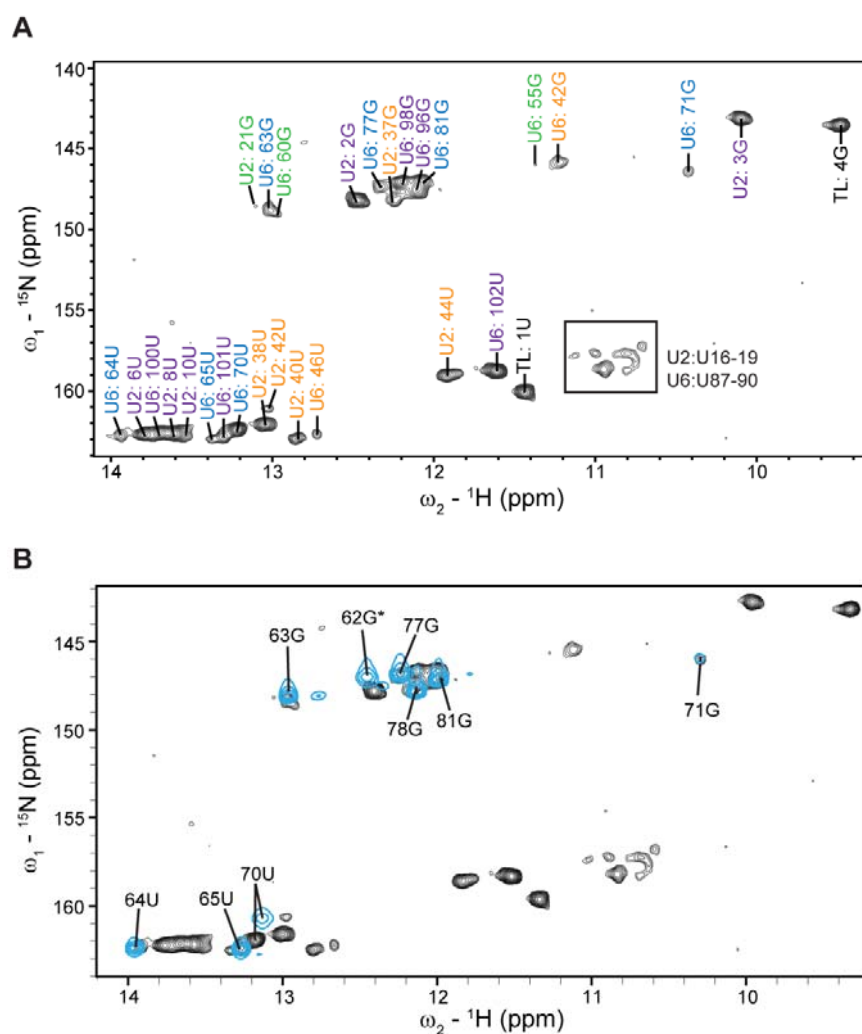 A
140
145
150
155
160
ω1 - 15N (ppm)
U2: 21G
U6: 63G
U6: 60G
U2: 2G
U6: 77G
U2: 37G
U6: 98G
U6: 96G
U6: 81G
U6: 55G
U6: 42G
U6: 71G
U2: 3G
TL: 4G
U6: 64U
U2: 6U
U6: 100U
U2: 8U
U2: 10U
U6: 65U
U6: 101U
U6: 70U
U2: 38U
U2: 42U
U2: 40U
U6: 46U
U2: 44U
U6: 102U
TL: 1U
U2:U16-19
U6:U87-90
14 13 12 11 10
ω2 - 1H (ppm)
B
145
150
155
160
ω1 - 15N (ppm)
63G
62G*
77G
78G
81G
71G
64U
65U
70U
14 13 12 11 10
ω2 - 1H (ppm)